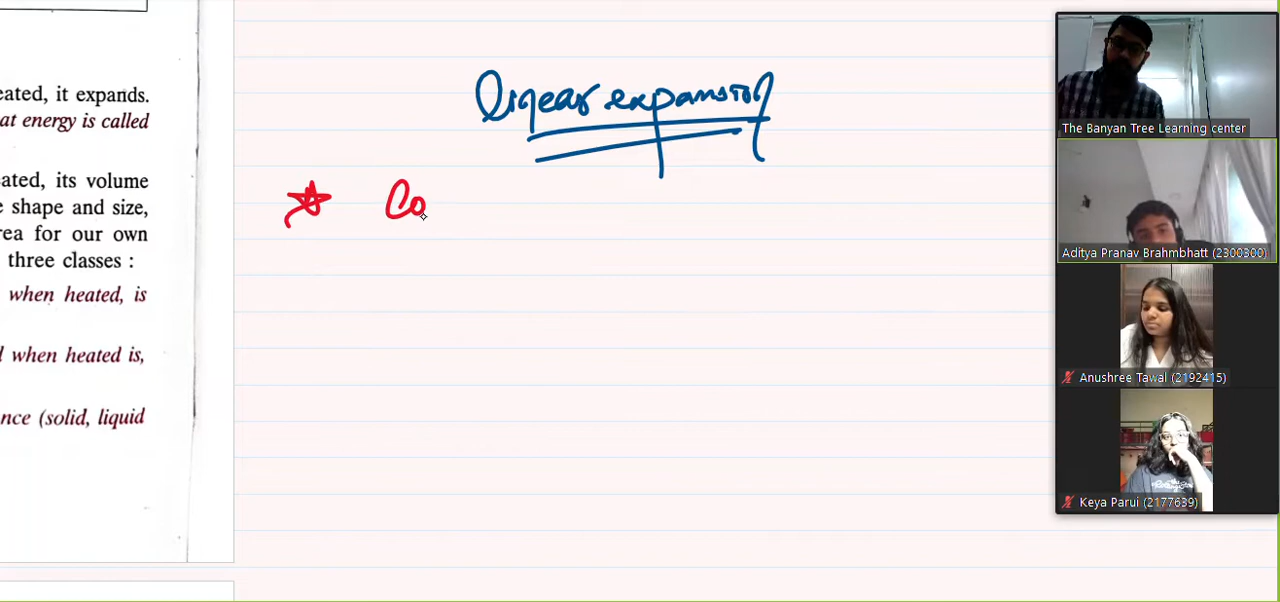 eated, it expands.
at energy is called
eated, its volume
e shape and size,
rea for our own
three classes :
when heated, is
d when heated is,
nce (solid, liquid
Linear expansion
Co
The Banyan Tree Learning center
Aditya Pranav Brahmbhatt (2300300)
Anushree Tawal (2192415)
Keya Parui (2177639)